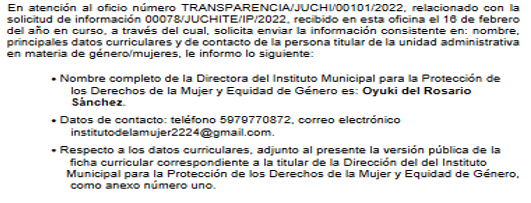 En atención al oficio número TRANSPARENCIA/JUCHI/00101/2022, relacionado con la
solicitud de información 00078/JUCHITE/IP/2022, recibido en esta oficina el 16 de febrero
del año en curso, a través del cual, solicita enviar la información consistente en: nombre,
principales datos curriculares y de contacto de la persona titular de la unidad administrativa
en materia de género/mujeres, le informo lo siguiente:
• Nombre completo de la Directora del Instituto Municipal para la Protección de
los Derechos de la Mujer y Equidad de Género es: Oyuki del Rosario
Sànchez.
• Datos de contacto: teléfono 5979770872, correo electrónico
institutodelamujer2224@gmail.com.
• Respecto a los datos curriculares, adjunto al presente la versión pública de la
ficha curricular correspondiente a la titular de la Dirección del del Instituto
Municipal para la Protección de los Derechos de la Mujer y Equidad de Género,
como anexo número uno.